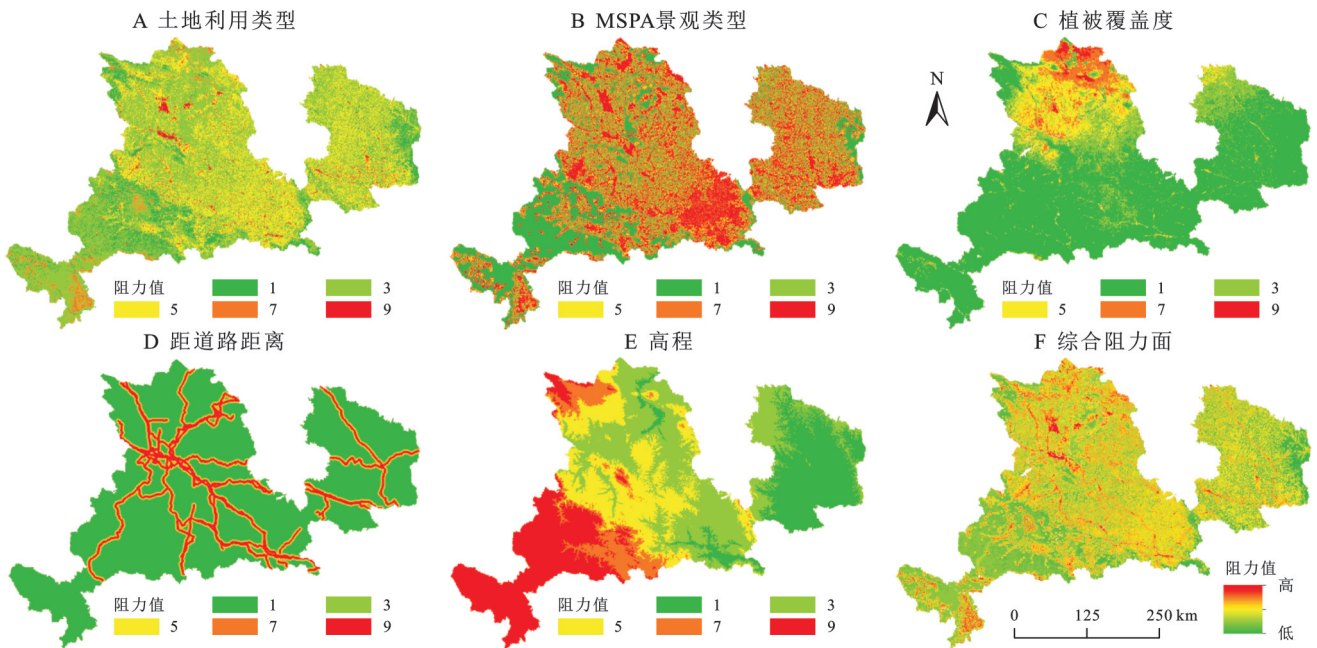 A 土地利用类型
B MSPA景观类型
C 植被覆盖度
N
阻力值 1 3
5 7 9
阻力值 1 3
5 7 9
阻力值 1 3
5 7 9
D 距道路距离
E 高程
F 综合阻力面
阻力值 1 3
5 7 9
阻力值 1 3
5 7 9
阻力值
高
低
0 125 250 km